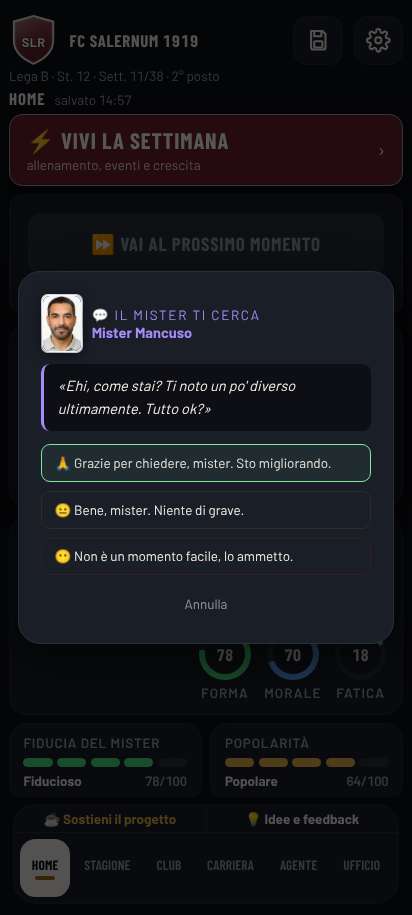 SLR
FC SALERNUM 1919
Lega B · St. 12 · Sett. 11/38 · 2° posto
HOME salvato 14:57
⚡ VIVI LA SETTIMANA ›
allenamento, eventi e crescita
⏩ VAI AL PROSSIMO MOMENTO
💬 IL MISTER TI CERCA
Mister Mancuso
«Ehi, come stai? Ti noto un po' diverso
ultimamente. Tutto ok?»
🙏 Grazie per chiedere, mister. Sto migliorando.
😐 Bene, mister. Niente di grave.
😶 Non è un momento facile, lo ammetto.
Annulla
78 70 18
FORMA MORALE FATICA
FIDUCIA DEL MISTER
Fiducioso 78/100
POPOLARITÀ
Popolare 64/100
☕ Sostieni il progetto 💡 Idee e feedback
HOME STAGIONE CLUB CARRIERA AGENTE UFFICIO